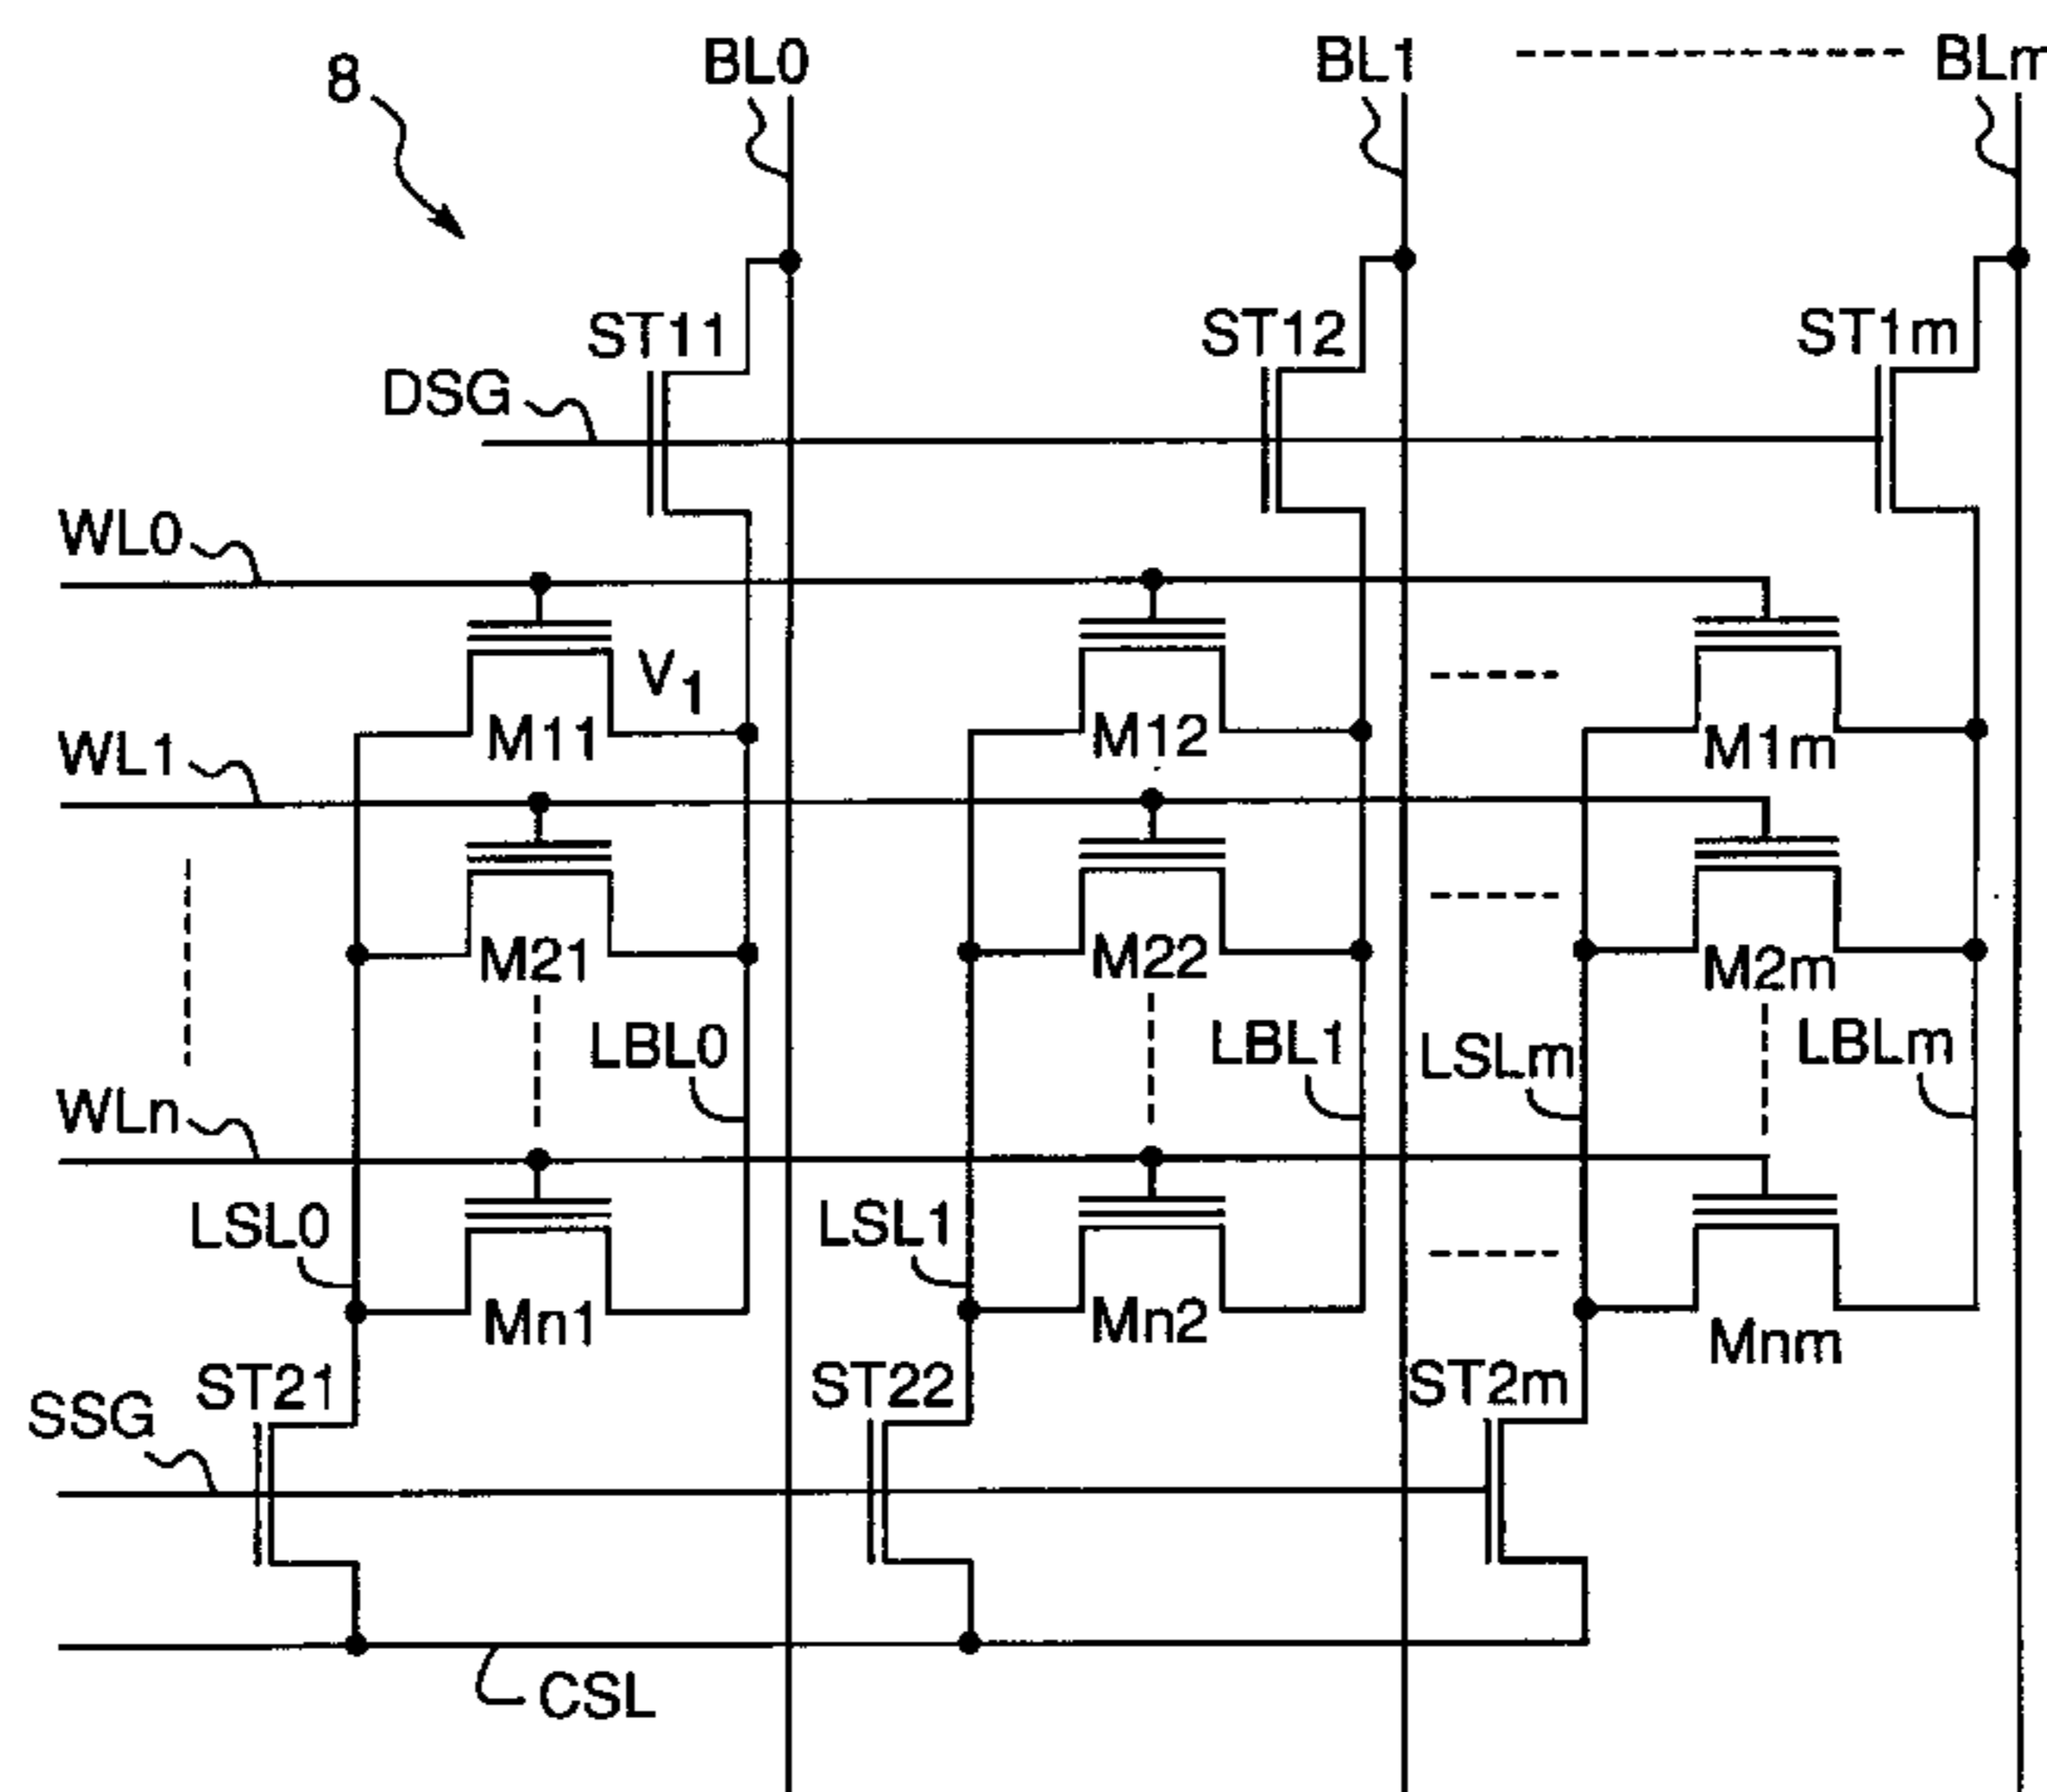 8
BL0
BL1
BLm
ST11
ST12
ST1m
DSG
WL0
V1
M11
M12
M1m
WL1
M21
M22
M2m
LBL0
LBL1
LSLm
LBLm
WLn
LSL0
LSL1
Mn1
Mn2
Mnm
ST21
ST22
ST2m
SSG
CSL